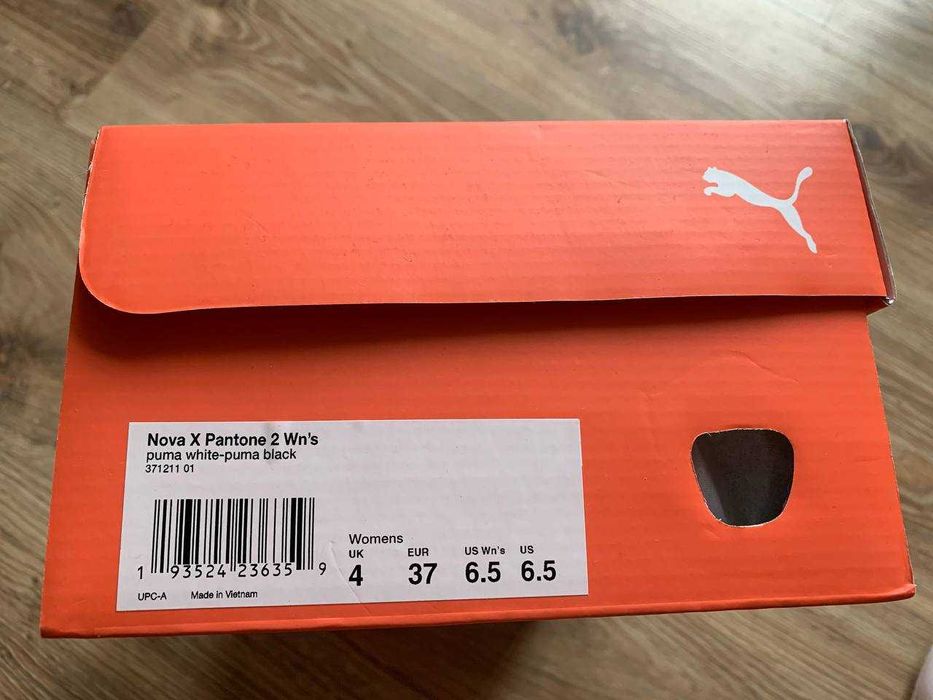 Nova X Pantone 2 Wn's
puma white-puma black
371211 01
Womens
UK EUR US Wn's US
4 37 6.5 6.5
1 93524 23635 9
UPC-A Made in Vietnam